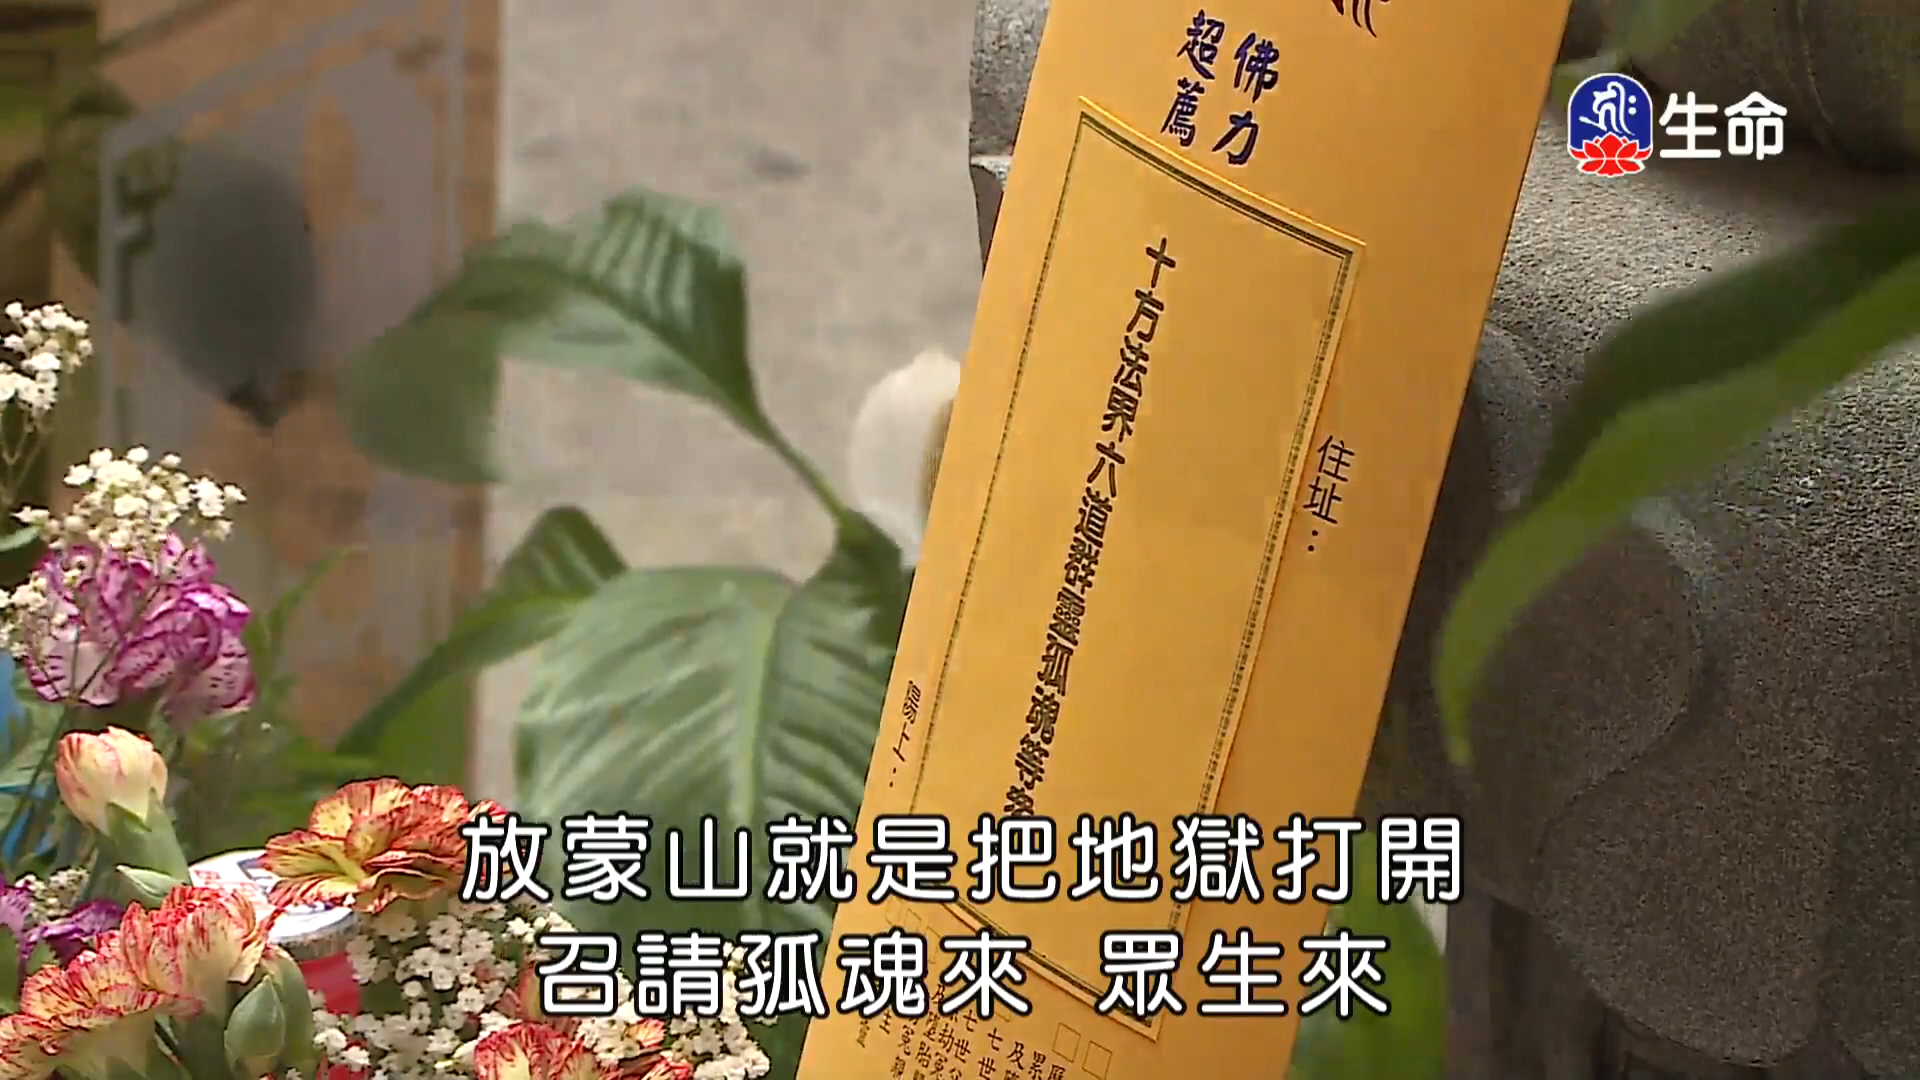 生命
佛力
超薦
十方法界六道群靈孤魂等眾
住址：
陽上：
放蒙山就是把地獄打開
召請孤魂來 眾生來